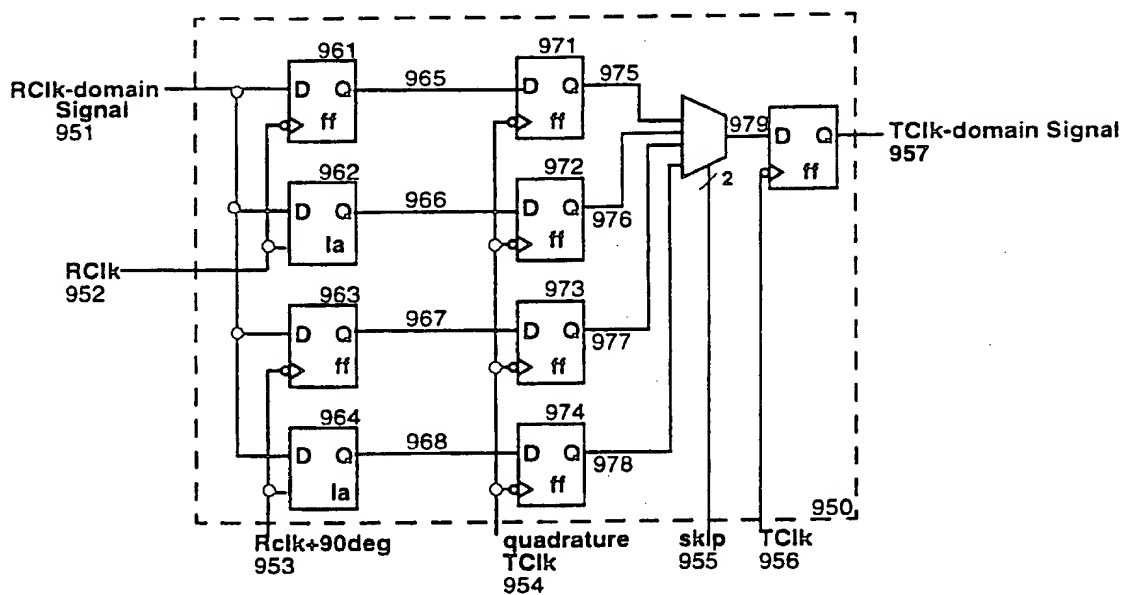 961
971
965
975
RClk-domain
Signal
951
D Q
ff
D Q
ff
979
D Q
ff
TClk-domain Signal
957
2
962
972
966
976
D Q
la
D Q
ff
RClk
952
963
973
967
977
D Q
ff
D Q
ff
964
974
968
978
D Q
la
D Q
ff
950
Rclk+90deg
953
quadrature
TClk
954
skip
955
TClk
956